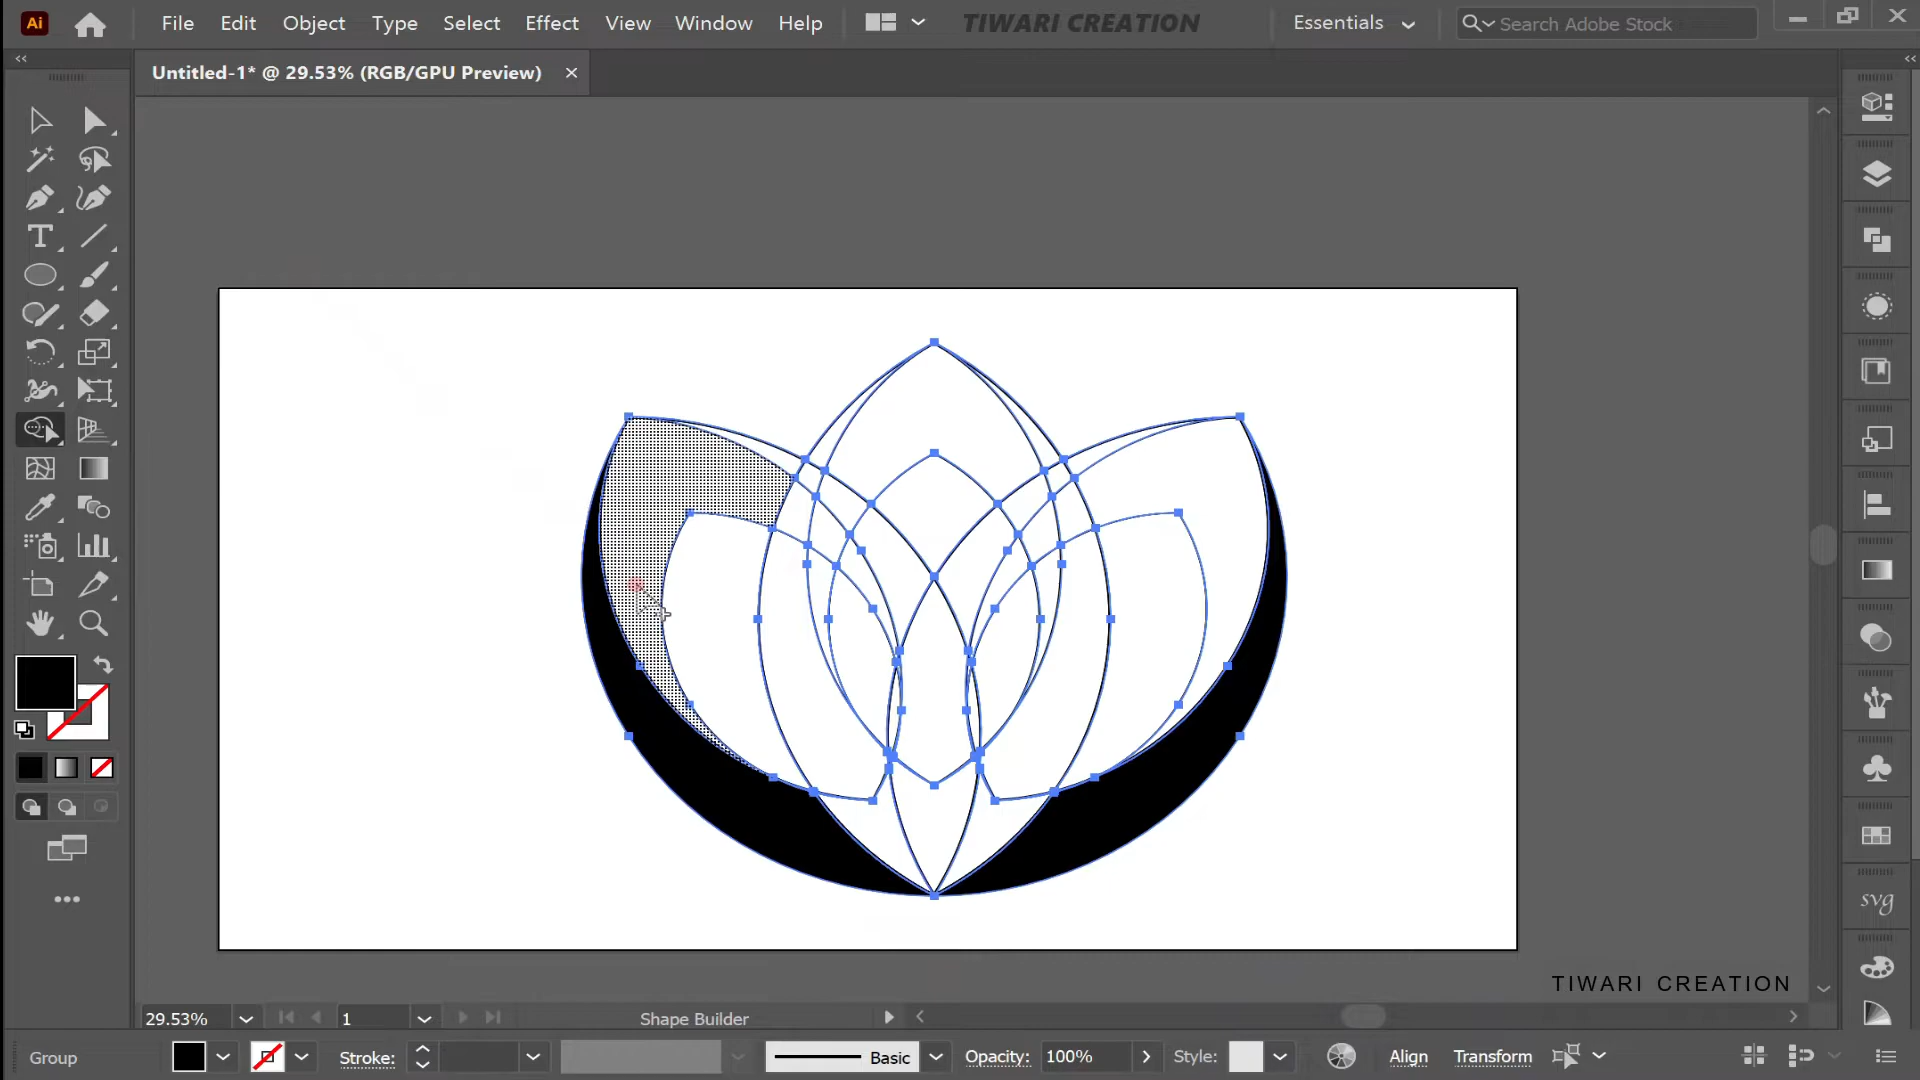 Ai File Edit Object Type Select Effect View Window Help TIWARI CREATION Essentials Search Adobe Stock
Untitled-1* @ 29.53% (RGB/GPU Preview)
T
svg
TIWARI CREATION
29.53% 1 Shape Builder
Group Stroke: Basic Opacity: 100% Style: Align Transform